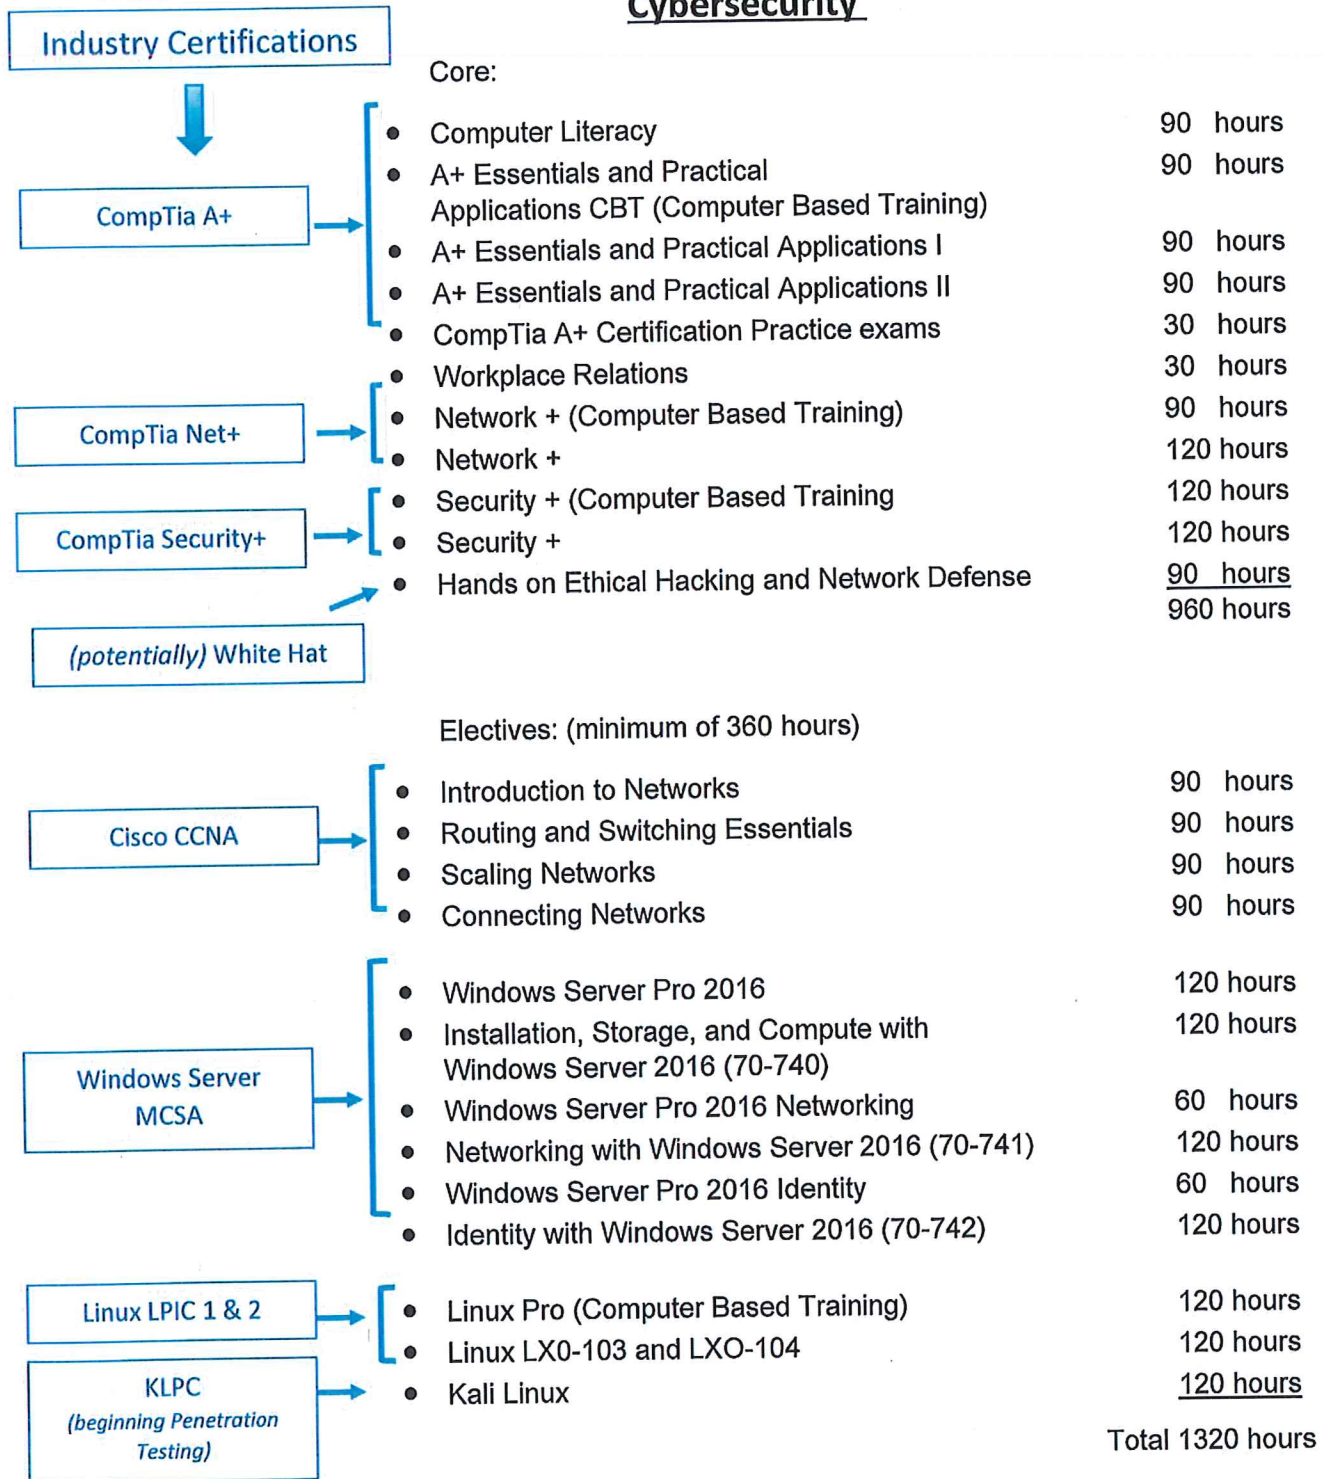 Cybersecurity
Industry Certifications
Core:
• Computer Literacy 90 hours
• A+ Essentials and Practical 90 hours
Applications CBT (Computer Based Training)
CompTia A+
• A+ Essentials and Practical Applications I 90 hours
• A+ Essentials and Practical Applications II 90 hours
• CompTia A+ Certification Practice exams 30 hours
• Workplace Relations 30 hours
CompTia Net+
• Network + (Computer Based Training) 90 hours
• Network + 120 hours
CompTia Security+
• Security + (Computer Based Training 120 hours
• Security + 120 hours
• Hands on Ethical Hacking and Network Defense 90 hours
960 hours
(potentially) White Hat
Electives: (minimum of 360 hours)
Cisco CCNA
• Introduction to Networks 90 hours
• Routing and Switching Essentials 90 hours
• Scaling Networks 90 hours
• Connecting Networks 90 hours
Windows Server
MCSA
• Windows Server Pro 2016 120 hours
• Installation, Storage, and Compute with 120 hours
Windows Server 2016 (70-740)
• Windows Server Pro 2016 Networking 60 hours
• Networking with Windows Server 2016 (70-741) 120 hours
• Windows Server Pro 2016 Identity 60 hours
• Identity with Windows Server 2016 (70-742) 120 hours
Linux LPIC 1 & 2
• Linux Pro (Computer Based Training) 120 hours
• Linux LX0-103 and LXO-104 120 hours
KLPC
(beginning Penetration
Testing)
• Kali Linux 120 hours
Total 1320 hours